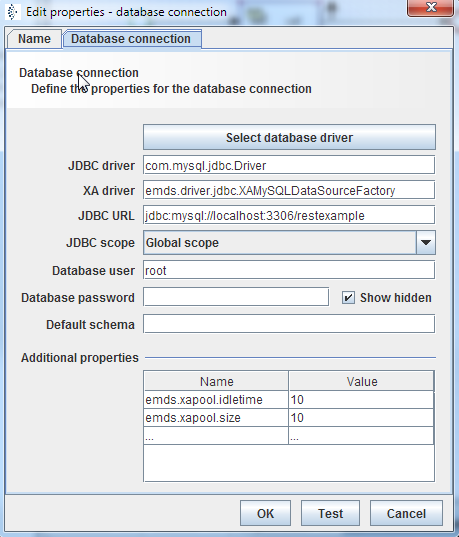 Edit properties - database connection
Name Database connection
Database connection
Define the properties for the database connection
Select database driver
JDBC driver com.mysql.jdbc.Driver
XA driver emds.driver.jdbc.XAMySQLDataSourceFactory
JDBC URL jdbc:mysql://localhost:3306/restexample
JDBC scope Global scope
Database user root
Database password Show hidden
Default schema
Additional properties
Name Value
emds.xapool.idletime 10
emds.xapool.size 10
... ...
OK Test Cancel